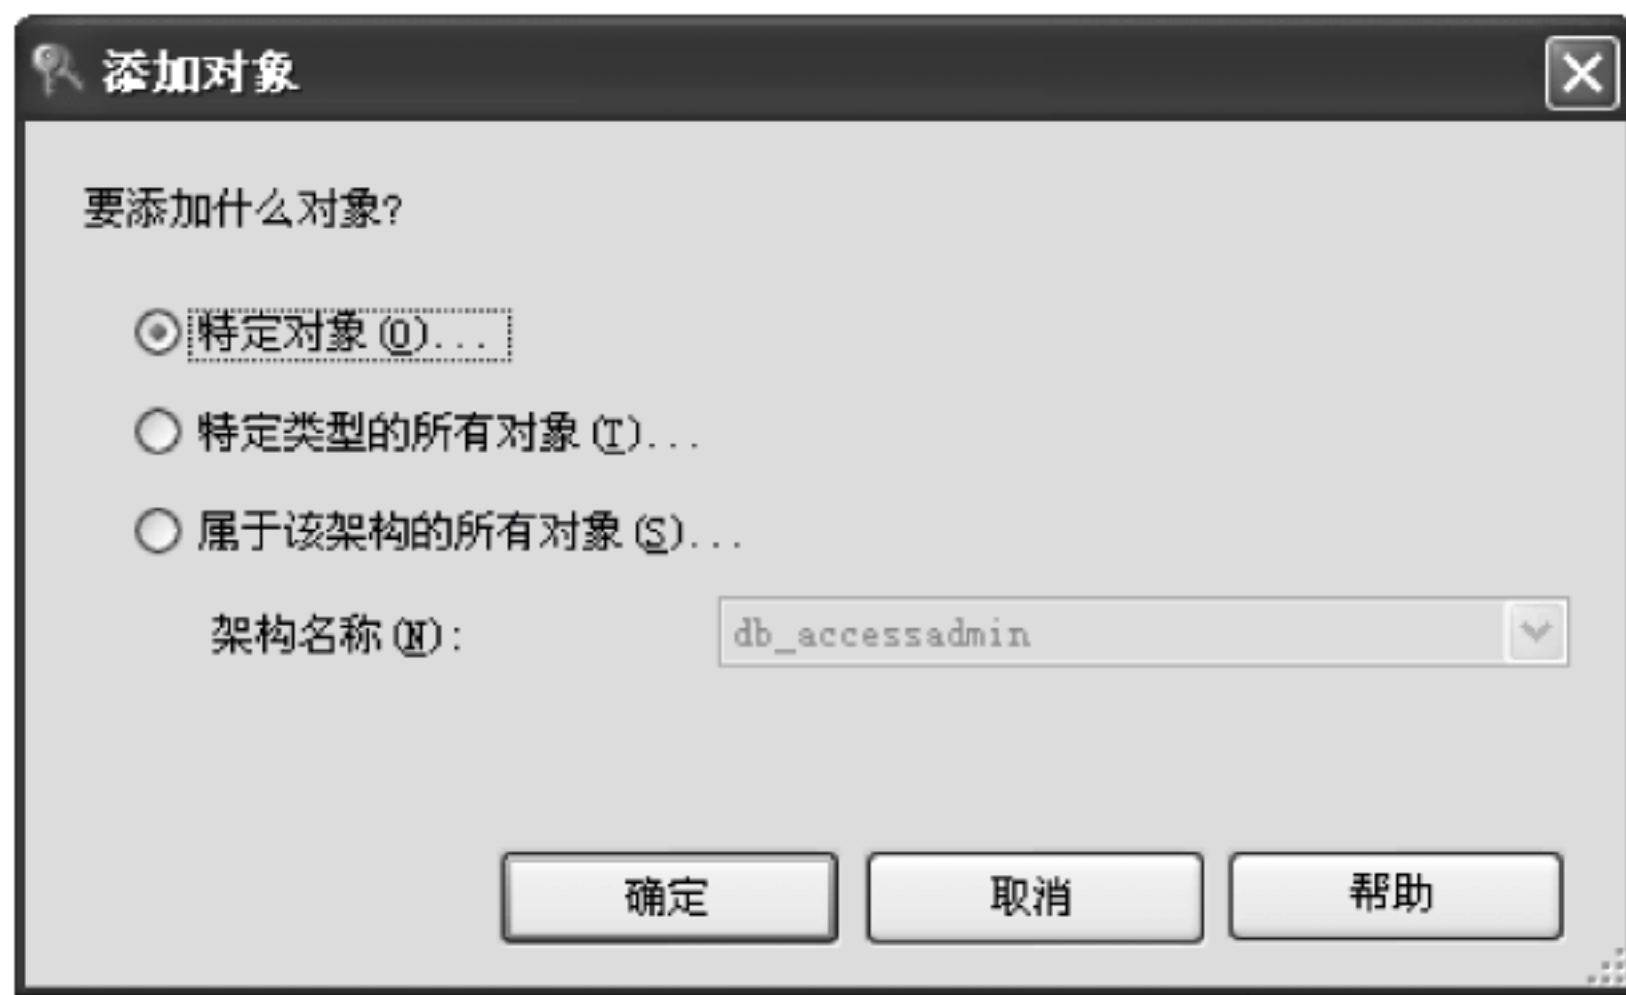 添加对象
要添加什么对象?
特定对象(O)...
特定类型的所有对象(T)...
属于该架构的所有对象(S)...
架构名称(N): db_accessadmin
确定 取消 帮助